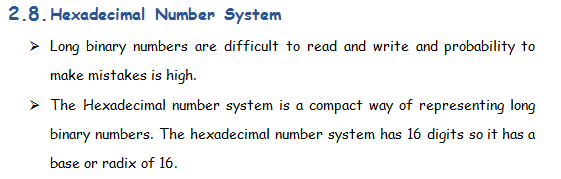 2.8. Hexadecimal Number System
➢ Long binary numbers are difficult to read and write and probability to
make mistakes is high.
➢ The Hexadecimal number system is a compact way of representing long
binary numbers. The hexadecimal number system has 16 digits so it has a
base or radix of 16.